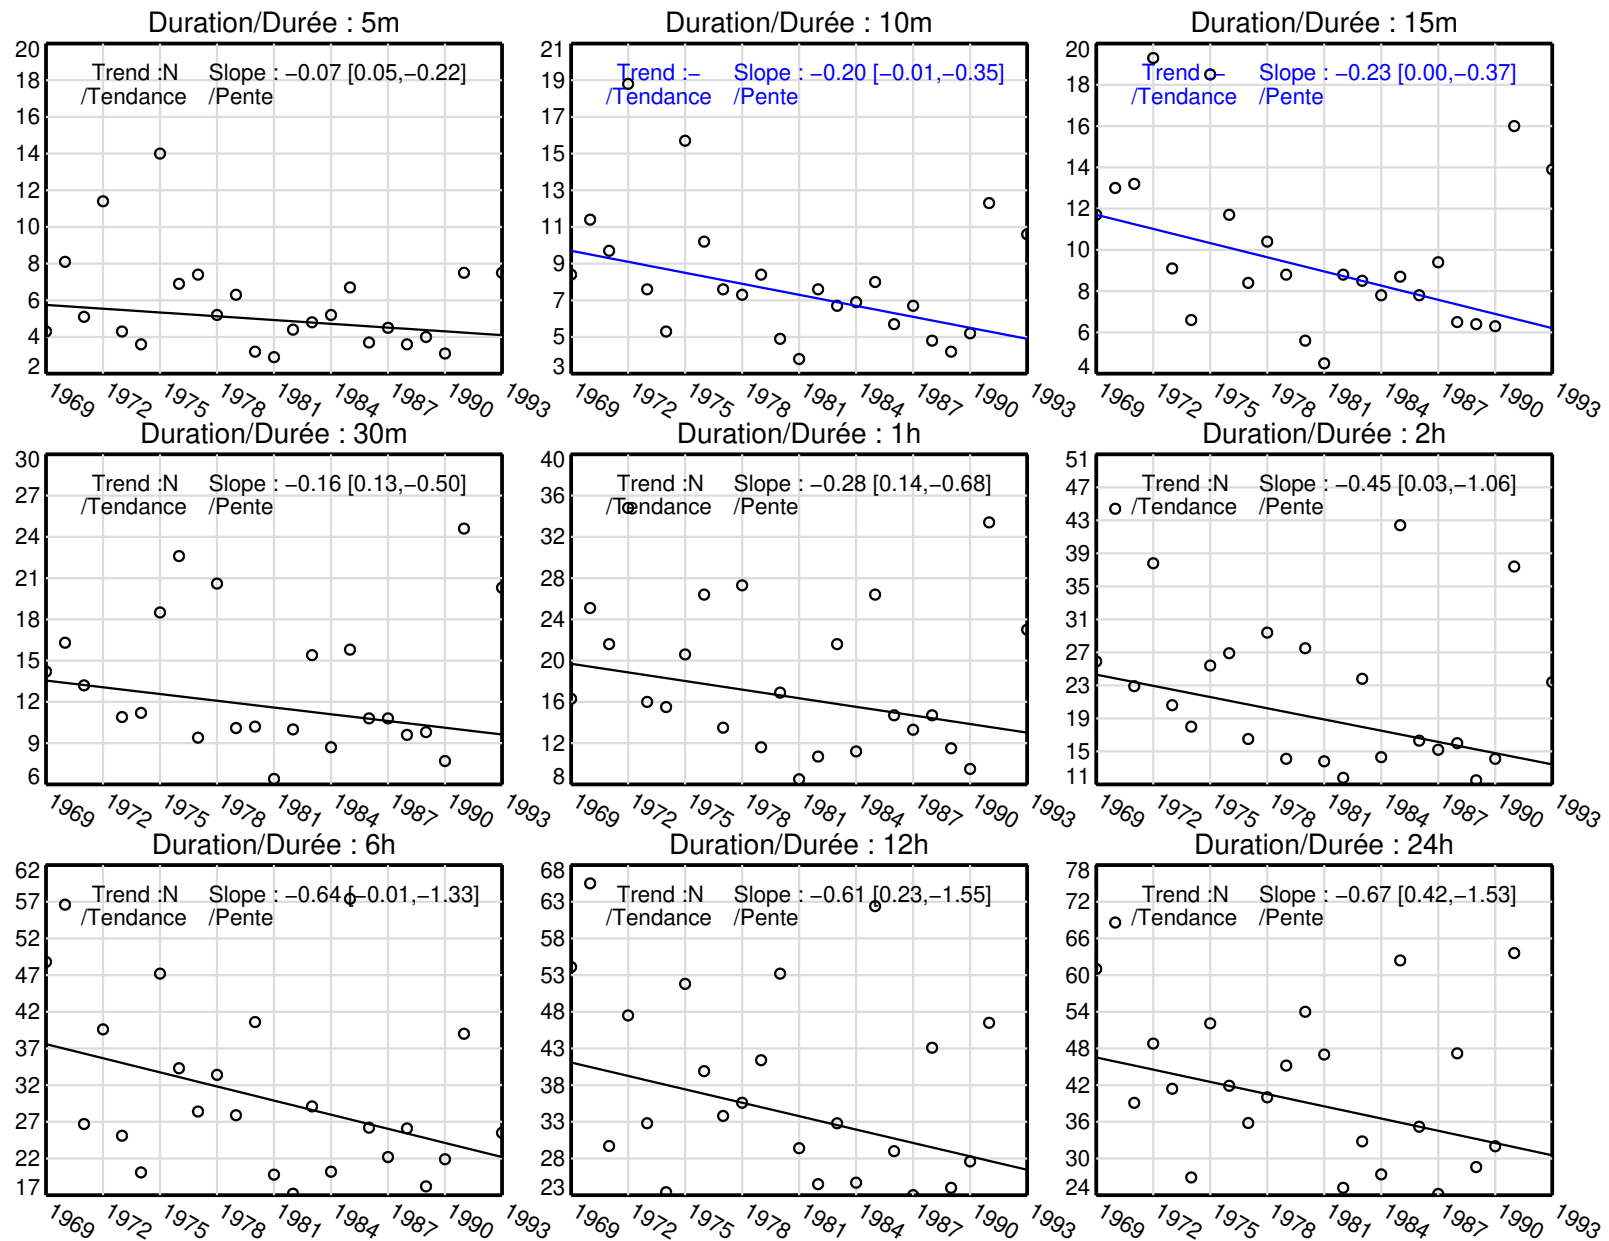 Duration/Durée : 5m
Trend :N Slope : −0.07 [0.05,−0.22]
/Tendance /Pente
20
18
16
14
12
10
8
6
4
2
1969 1972 1975 1978 1981 1984 1987 1990 1993
Duration/Durée : 10m
Trend :− Slope : −0.20 [−0.01,−0.35]
/Tendance /Pente
21
19
17
15
13
11
9
7
5
3
1969 1972 1975 1978 1981 1984 1987 1990 1993
Duration/Durée : 15m
Trend :− Slope : −0.23 [0.00,−0.37]
/Tendance /Pente
20
18
16
14
12
10
8
6
4
1969 1972 1975 1978 1981 1984 1987 1990 1993
Duration/Durée : 30m
Trend :N Slope : −0.16 [0.13,−0.50]
/Tendance /Pente
30
27
24
21
18
15
12
9
6
1969 1972 1975 1978 1981 1984 1987 1990 1993
Duration/Durée : 1h
Trend :N Slope : −0.28 [0.14,−0.68]
/Tendance /Pente
40
36
32
28
24
20
16
12
8
1969 1972 1975 1978 1981 1984 1987 1990 1993
Duration/Durée : 2h
Trend :N Slope : −0.45 [0.03,−1.06]
/Tendance /Pente
51
47
43
39
35
31
27
23
19
15
11
1969 1972 1975 1978 1981 1984 1987 1990 1993
Duration/Durée : 6h
Trend :N Slope : −0.64 [−0.01,−1.33]
/Tendance /Pente
62
57
52
47
42
37
32
27
22
17
1969 1972 1975 1978 1981 1984 1987 1990 1993
Duration/Durée : 12h
Trend :N Slope : −0.61 [0.23,−1.55]
/Tendance /Pente
68
63
58
53
48
43
38
33
28
23
1969 1972 1975 1978 1981 1984 1987 1990 1993
Duration/Durée : 24h
Trend :N Slope : −0.67 [0.42,−1.53]
/Tendance /Pente
78
72
66
60
54
48
42
36
30
24
1969 1972 1975 1978 1981 1984 1987 1990 1993